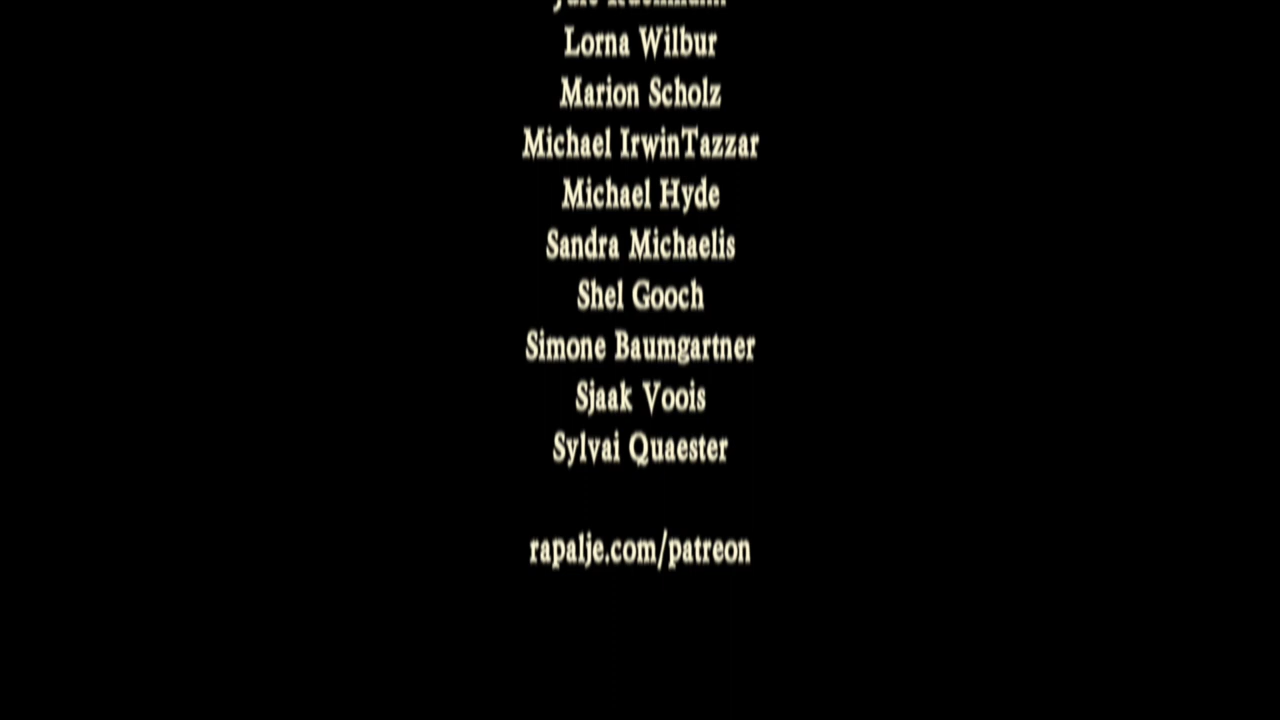 Lorna Wilbur
Marion Scholz
Michael IrwinTazzar
Michael Hyde
Sandra Michaelis
Shel Gooch
Simone Baumgartner
Sjaak Voois
Sylvai Quaester
rapalje.com/patreon